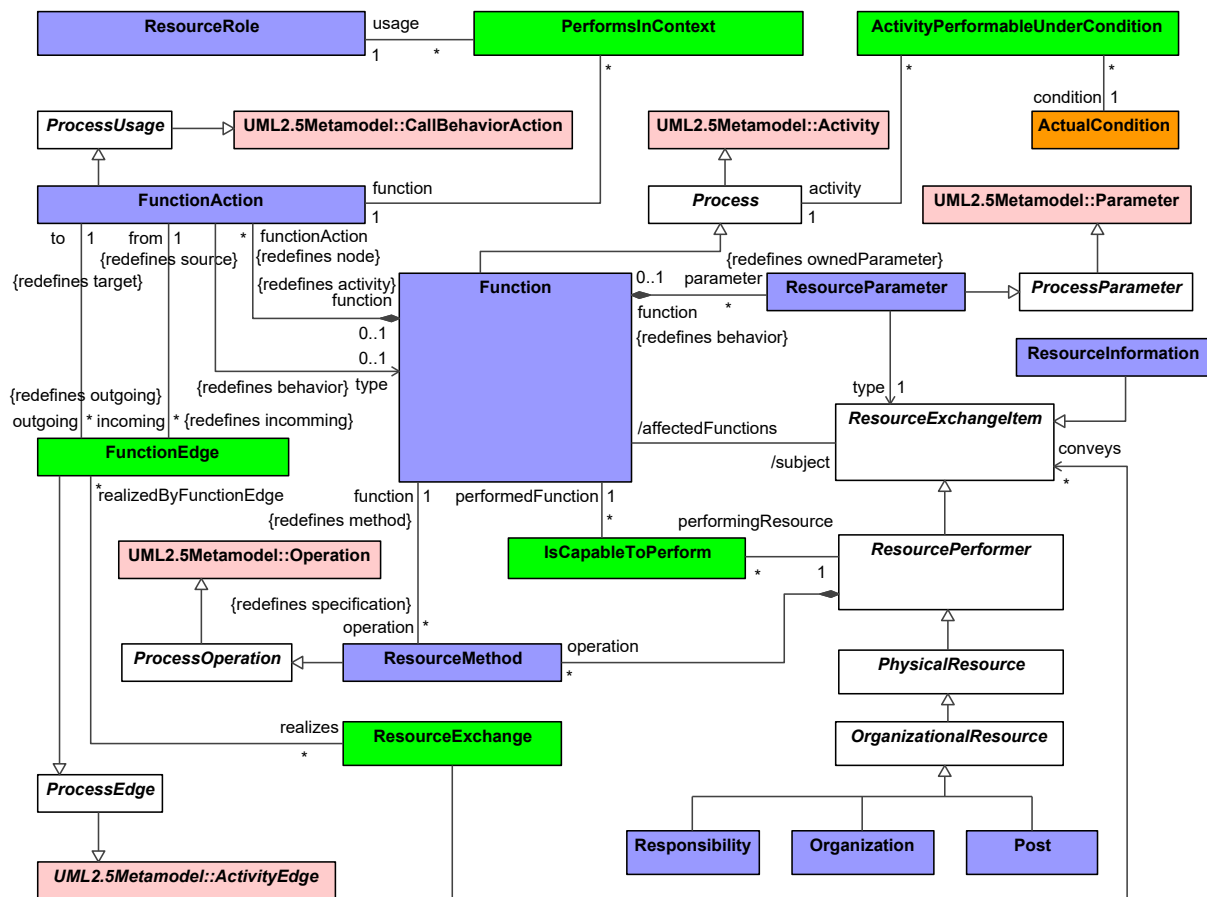 ResourceRole
usage
1
*
PerformsInContext
*
ActivityPerformableUnderCondition
*
*
condition
1
ActualCondition
ProcessUsage
UML2.5Metamodel::CallBehaviorAction
UML2.5Metamodel::Activity
FunctionAction
function
1
Process
activity
1
UML2.5Metamodel::Parameter
to
1
from
1
*
functionAction
{redefines source}
{redefines node}
{redefines target}
{redefines activity}
function
0..1
0..1
{redefines behavior}
type
Function
{redefines ownedParameter}
0..1
parameter
function
*
{redefines behavior}
ResourceParameter
ProcessParameter
ResourceInformation
type
1
{redefines outgoing}
outgoing
*
incoming
*
{redefines incomming}
ResourceExchangeItem
/affectedFunctions
/subject
conveys
*
FunctionEdge
*
realizedByFunctionEdge
function
1
{redefines method}
performedFunction
1
*
performingResource
UML2.5Metamodel::Operation
IsCapableToPerform
*
1
ResourcePerformer
{redefines specification}
operation
*
operation
*
ProcessOperation
ResourceMethod
PhysicalResource
realizes
*
ResourceExchange
OrganizationalResource
ProcessEdge
Responsibility
Organization
Post
UML2.5Metamodel::ActivityEdge